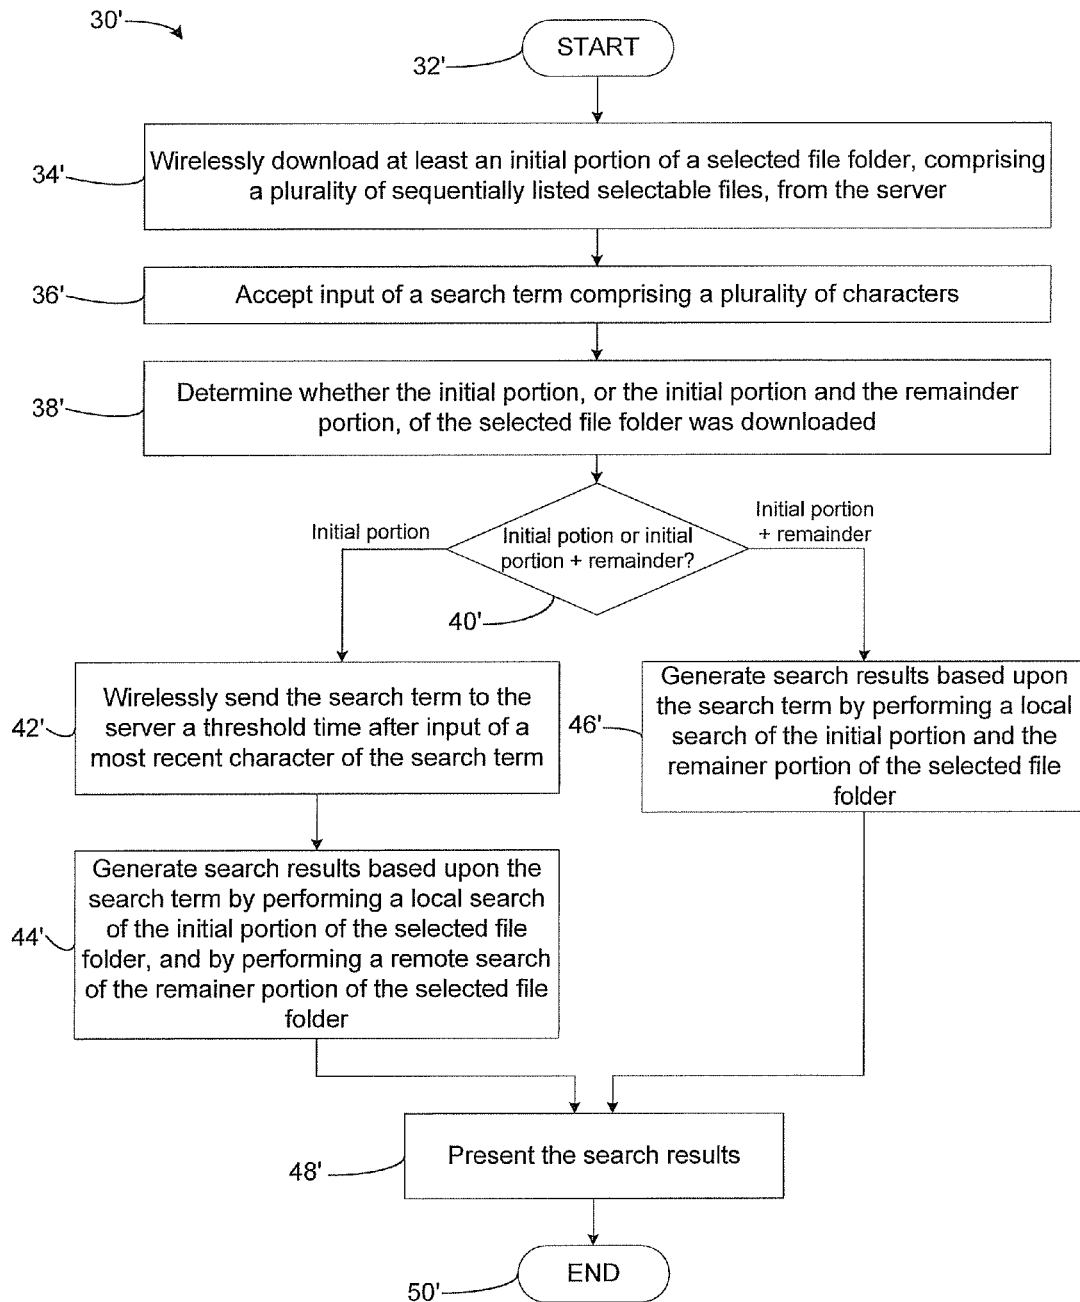 30'
START
32'
Wirelessly download at least an initial portion of a selected file folder, comprising
a plurality of sequentially listed selectable files, from the server
34'
Accept input of a search term comprising a plurality of characters
36'
Determine whether the initial portion, or the initial portion and the remainder
portion, of the selected file folder was downloaded
38'
Initial portion
Initial potion or initial
portion + remainder?
Initial portion
+ remainder
40'
Wirelessly send the search term to the
server a threshold time after input of a
most recent character of the search term
42'
Generate search results based upon
the search term by performing a local
search of the initial portion and the
remainer portion of the selected file
folder
46'
Generate search results based upon the
search term by performing a local search
of the initial portion of the selected file
folder, and by performing a remote search
of the remainer portion of the selected file
folder
44'
Present the search results
48'
END
50'